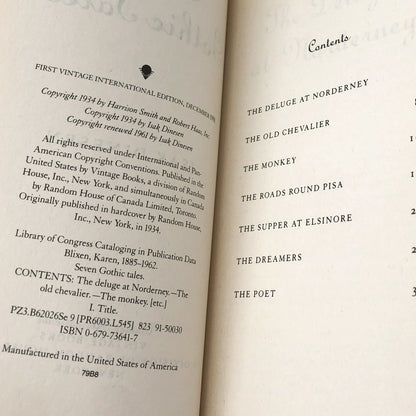 FIRST VINTAGE INTERNATIONAL EDITION, DECEMBER
Copyright 1934 by Harrison Smith and Robert Haas, Inc.
Copyright 1934 by Isak Dinesen
Copyright renewed 1961 by Isak Dinesen
All rights reserved under International and Pan-
American Copyright Conventions. Published in the
United States by Vintage Books, a division of Random
House, Inc., New York, and simultaneously in Canada
by Random House of Canada Limited, Toronto.
Originally published in hardcover by Random House,
Inc., New York, in 1934.
Library of Congress Cataloging in Publication Data
Blixen, Karen, 1885–1962.
Seven Gothic tales.
CONTENTS: The deluge at Norderney.—The
old chevalier.—The monkey. [etc.]
I. Title.
PZ3.B62026Se 9 [PR6003.L545] 823 91-50030
ISBN 0-679-73641-7
Manufactured in the United States of America
79B8
Contents
THE DELUGE AT NORDERNEY
THE OLD CHEVALIER
THE MONKEY
THE ROADS ROUND PISA
THE SUPPER AT ELSINORE
THE DREAMERS
THE POET